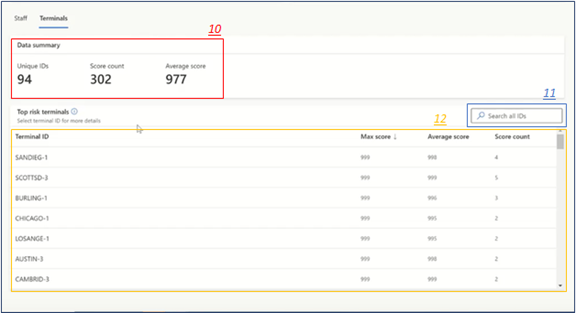 Staff Terminals
10
Data summary
Unique IDs Score count Average score
94 302 977
11
Top risk terminals
Select terminal ID for more details
Search all IDs
12
Terminal ID Max score ↓ Average score Score count
SANDIEG-1 999 998 4
SCOTTSD-3 999 999 5
BURLING-1 999 996 3
CHICAGO-1 999 995 2
LOSANGE-1 999 995 2
AUSTIN-3 999 998 2
CAMBRID-3 999 999 2